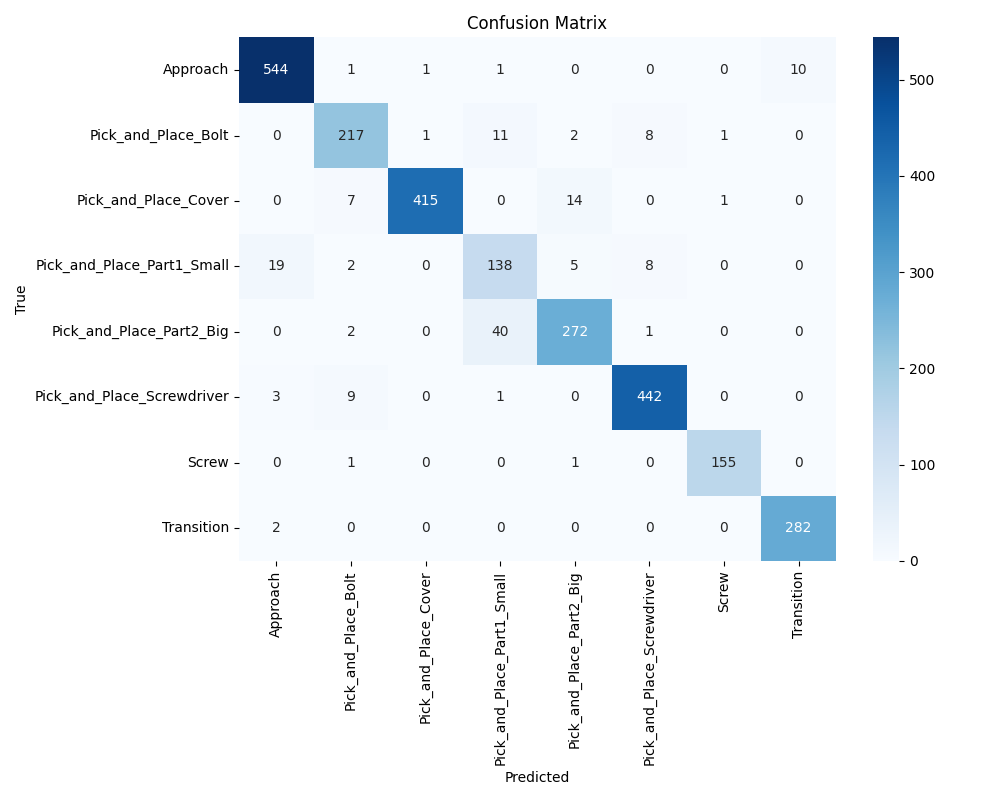 Confusion Matrix
Approach 544 1 1 1 0 0 0 10
Pick_and_Place_Bolt 0 217 1 11 2 8 1 0
Pick_and_Place_Cover 0 7 415 0 14 0 1 0
Pick_and_Place_Part1_Small 19 2 0 138 5 8 0 0
Pick_and_Place_Part2_Big 0 2 0 40 272 1 0 0
Pick_and_Place_Screwdriver 3 9 0 1 0 442 0 0
Screw 0 1 0 0 1 0 155 0
Transition 2 0 0 0 0 0 0 282
True
Approach
Pick_and_Place_Bolt
Pick_and_Place_Cover
Pick_and_Place_Part1_Small
Pick_and_Place_Part2_Big
Pick_and_Place_Screwdriver
Screw
Transition
Predicted
500
400
300
200
100
0